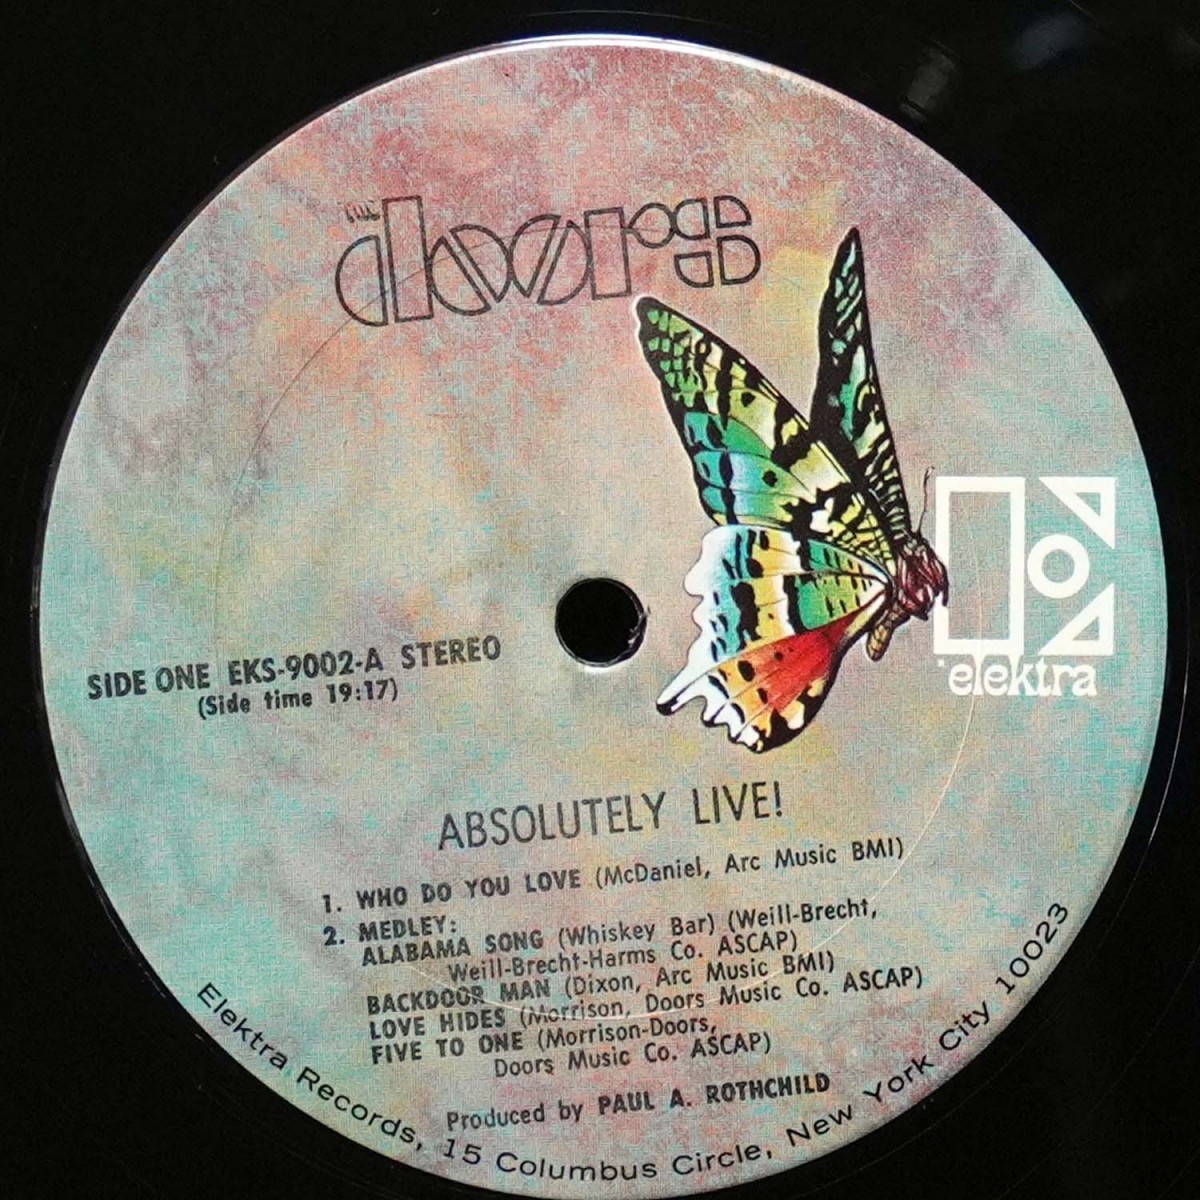 THE
doors
elektra
SIDE ONE EKS-9002-A STEREO
(Side time 19:17)
ABSOLUTELY LIVE!
1. WHO DO YOU LOVE (McDaniel, Arc Music BMI)
2. MEDLEY:
ALABAMA SONG (Whiskey Bar) (Weill-Brecht,
Weill-Brecht-Harms Co. ASCAP)
BACKDOOR MAN (Dixon, Arc Music BMI)
LOVE HIDES (Morrison, Doors Music Co. ASCAP)
FIVE TO ONE (Morrison-Doors,
Doors Music Co. ASCAP)
Produced by PAUL A. ROTHCHILD
Elektra Records, 15 Columbus Circle, New York City 10023